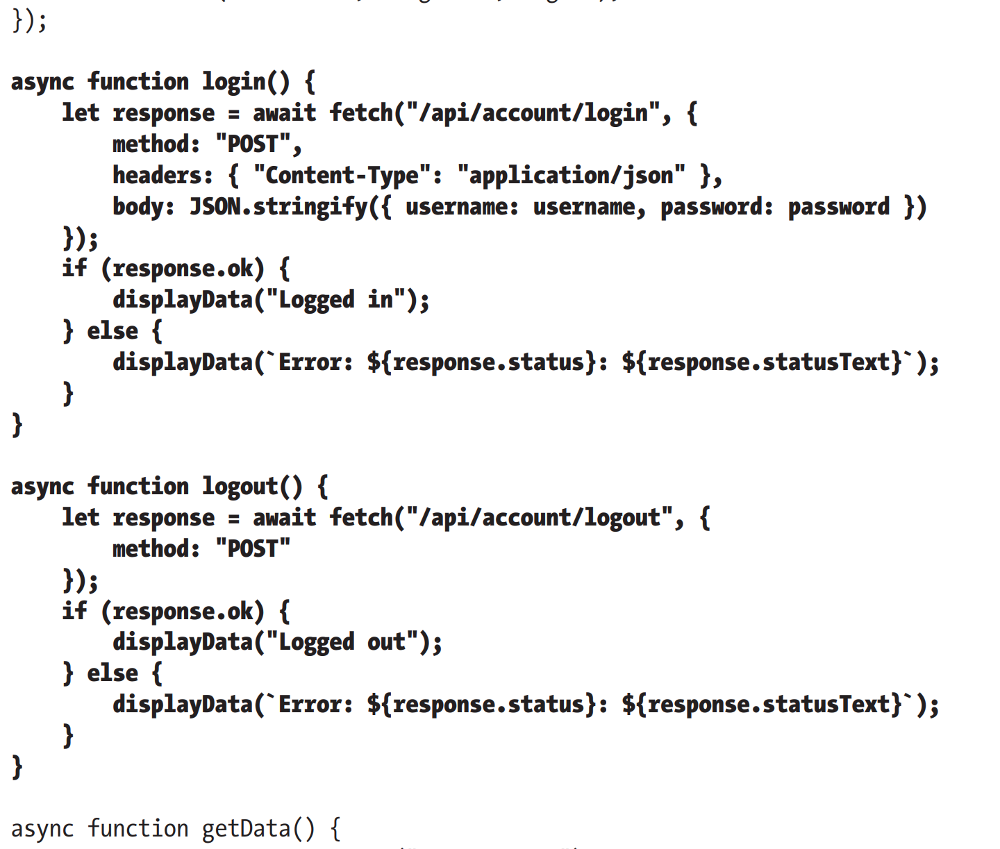 });

async function login() {
    let response = await fetch("/api/account/login", {
        method: "POST",
        headers: { "Content-Type": "application/json" },
        body: JSON.stringify({ username: username, password: password })
    });
    if (response.ok) {
        displayData("Logged in");
    } else {
        displayData(`Error: ${response.status}: ${response.statusText}`);
    }
}

async function logout() {
    let response = await fetch("/api/account/logout", {
        method: "POST"
    });
    if (response.ok) {
        displayData("Logged out");
    } else {
        displayData(`Error: ${response.status}: ${response.statusText}`);
    }
}

async function getData() {